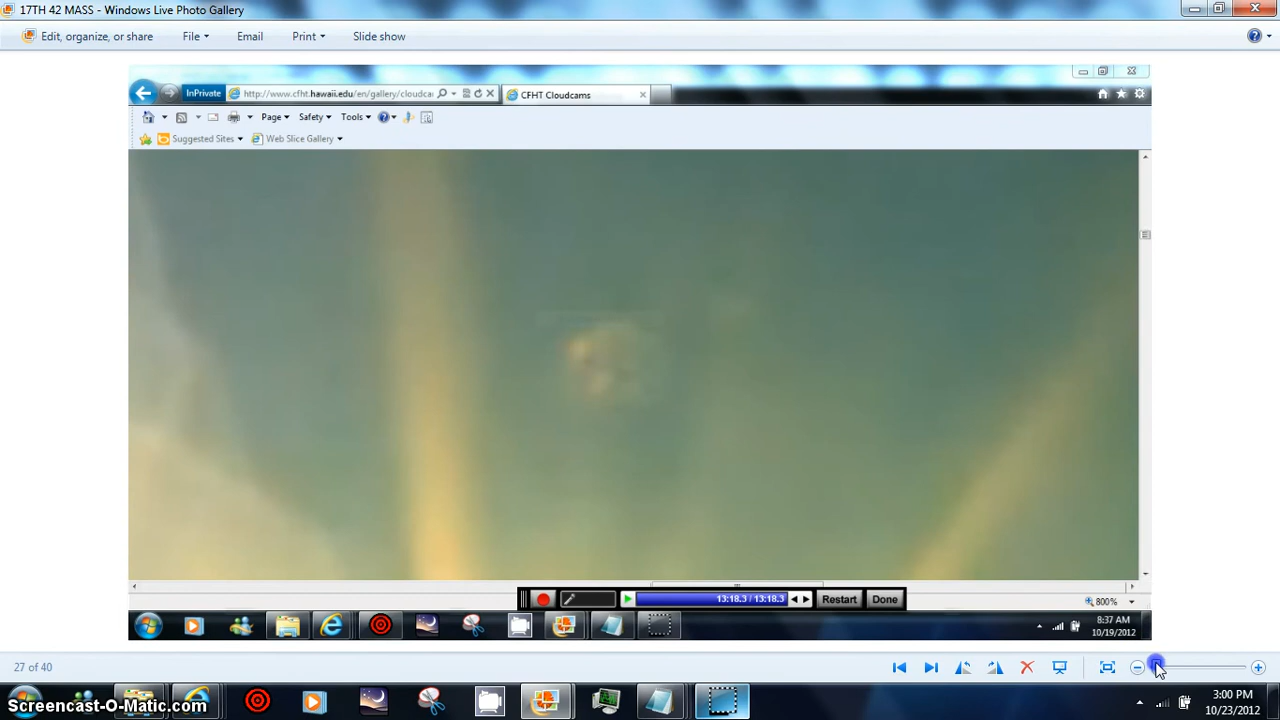 17TH 42 MASS - Windows Live Photo Gallery
Edit, organize, or share File Email Print Slide show
InPrivate http://www.cfht.hawaii.edu/en/gallery/cloudca CFHT Cloudcams
Page Safety Tools
Suggested Sites Web Slice Gallery
13:18.3 / 13:18.3 Restart Done
800%
8:37 AM
10/19/2012
27 of 40
3:00 PM
10/23/2012
Screencast-O-Matic.com